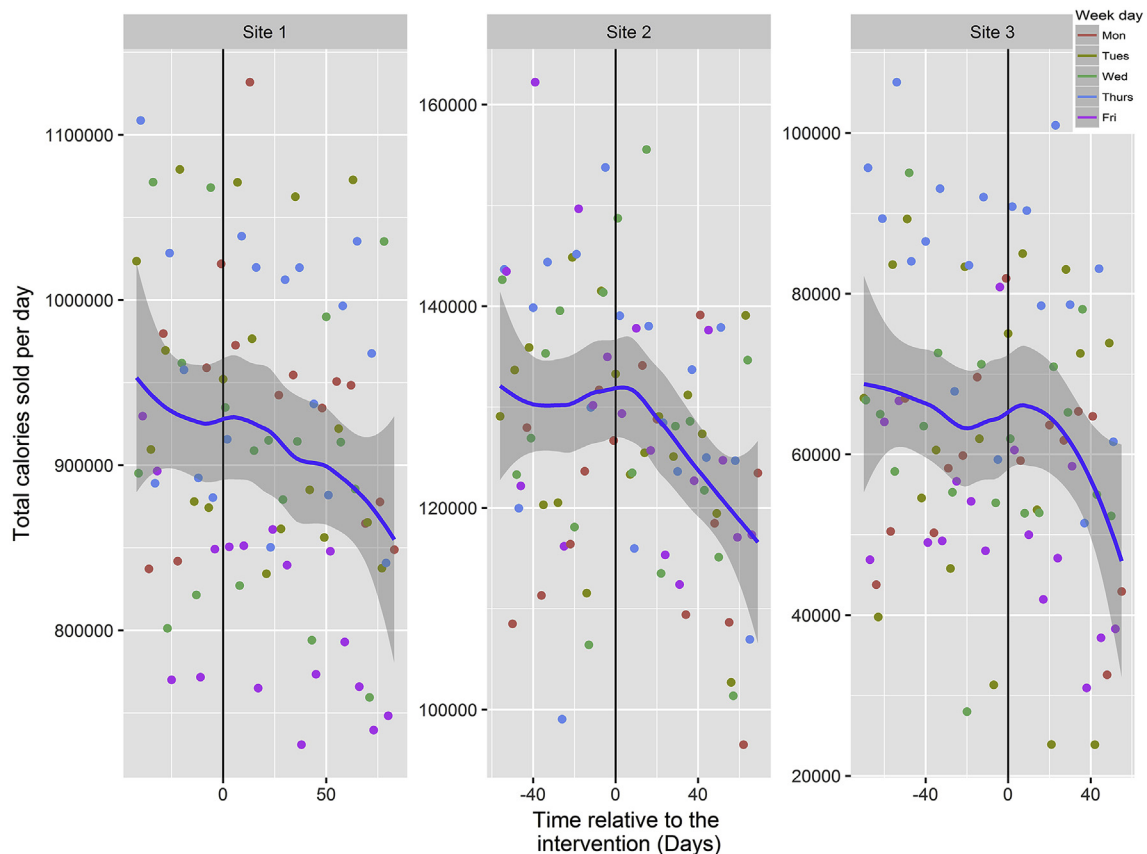 Week day
Mon
Tues
Wed
Thurs
Fri
Site 1
Site 2
Site 3
Total calories sold per day
1100000
1000000
900000
800000
160000
140000
120000
100000
100000
80000
60000
40000
20000
0 50
-40 0 40
-40 0 40
Time relative to the
intervention (Days)